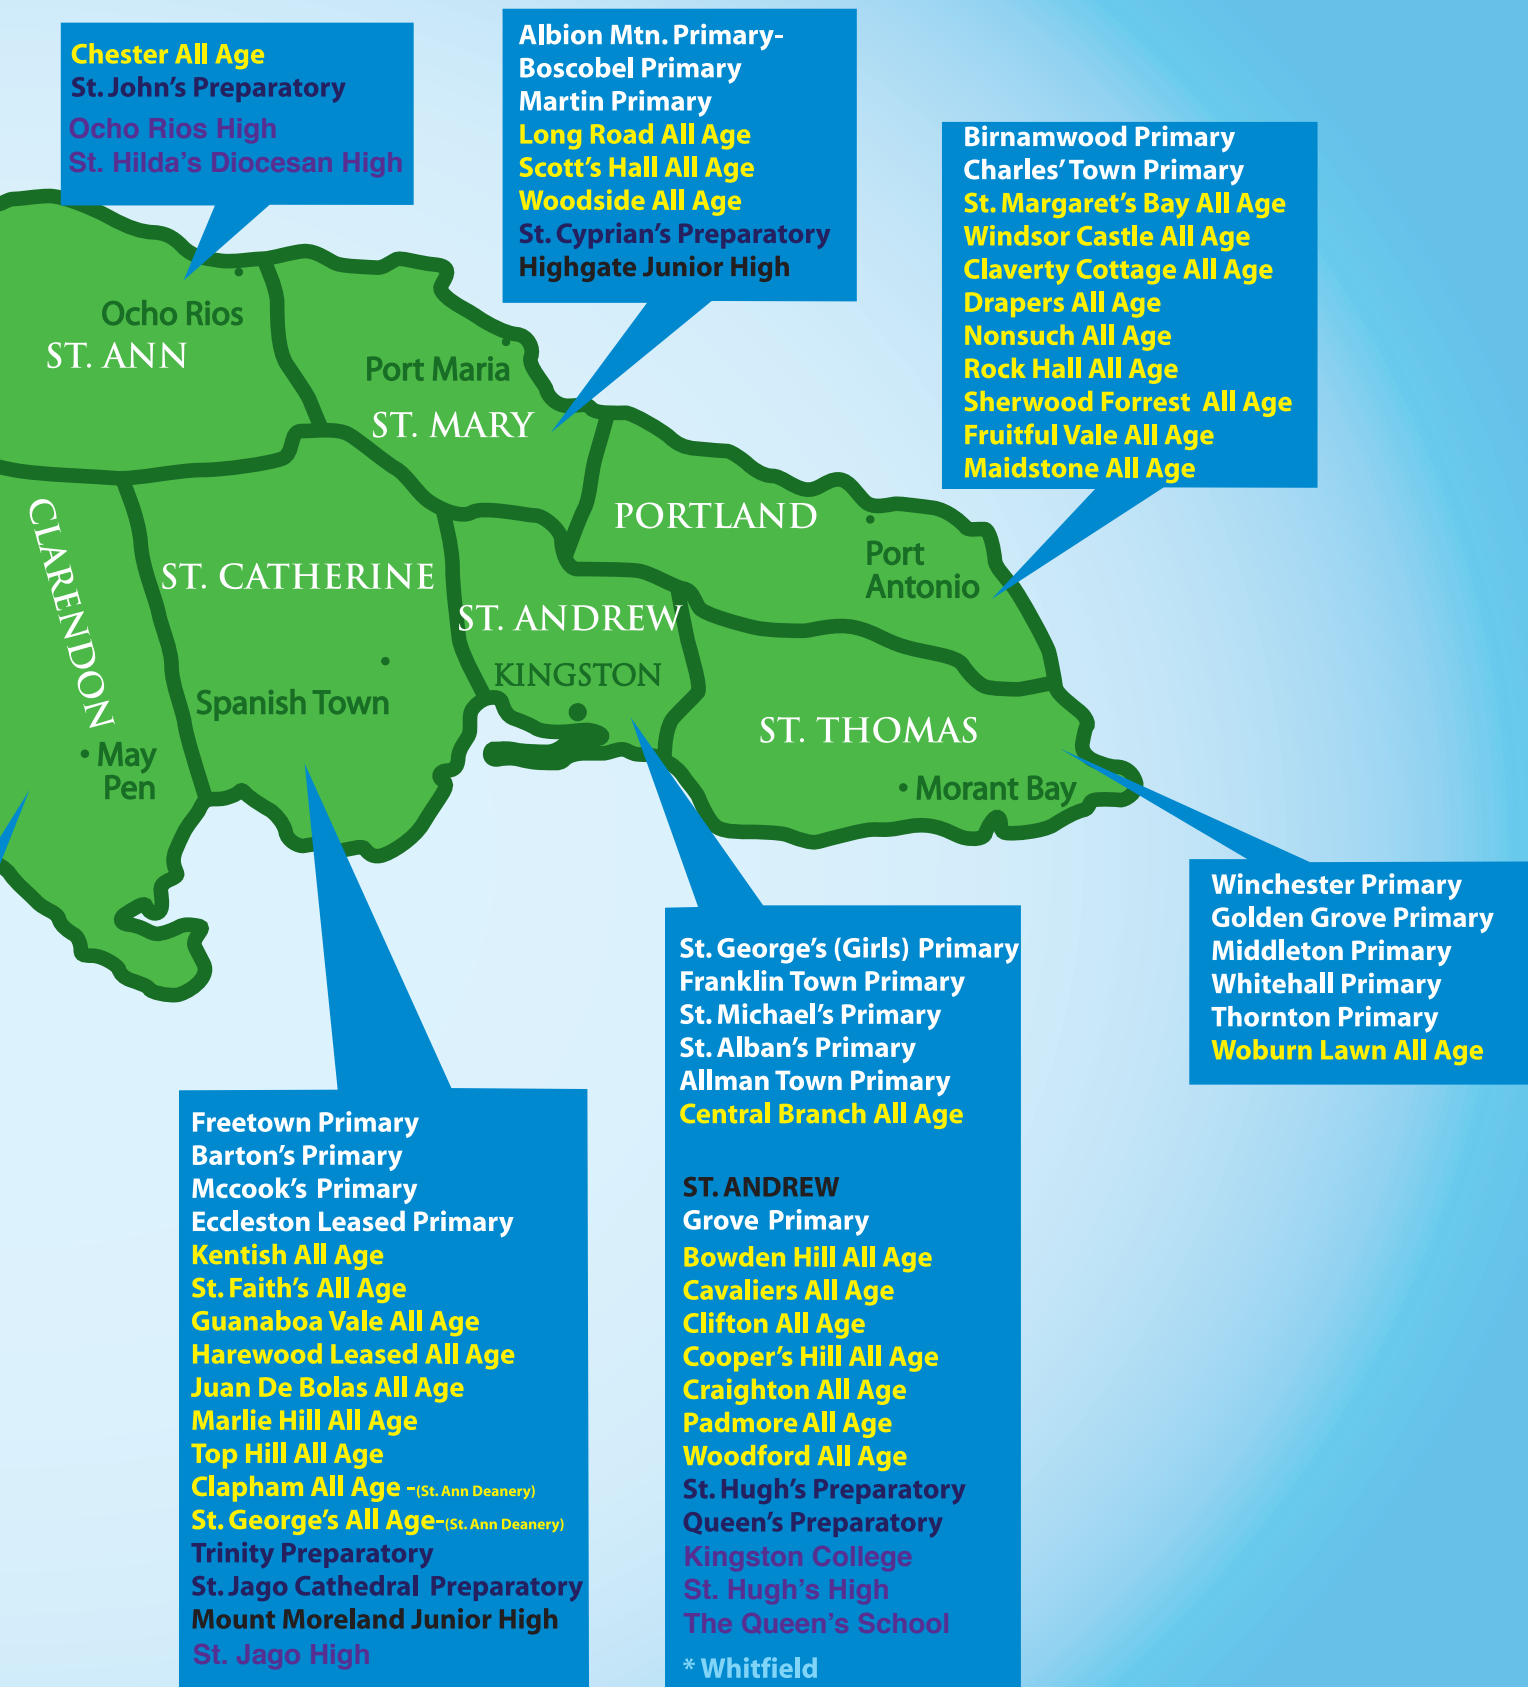 Chester All Age
St. John's Preparatory
Ocho Rios High
St. Hilda's Diocesan High
Albion Mtn. Primary-
Boscobel Primary
Martin Primary
Long Road All Age
Scott's Hall All Age
Woodside All Age
St. Cyprian's Preparatory
Highgate Junior High
Birnamwood Primary
Charles' Town Primary
St. Margaret's Bay All Age
Windsor Castle All Age
Claverty Cottage All Age
Drapers All Age
Nonsuch All Age
Rock Hall All Age
Sherwood Forrest All Age
Fruitful Vale All Age
Maidstone All Age
Ocho Rios
ST. ANN
Port Maria
ST. MARY
PORTLAND
Port
Antonio
CLARENDON
ST. CATHERINE
ST. ANDREW
KINGSTON
Spanish Town
ST. THOMAS
• May
Pen
• Morant Bay
Winchester Primary
Golden Grove Primary
Middleton Primary
Whitehall Primary
Thornton Primary
Woburn Lawn All Age
St. George's (Girls) Primary
Franklin Town Primary
St. Michael's Primary
St. Alban's Primary
Allman Town Primary
Central Branch All Age
ST. ANDREW
Grove Primary
Bowden Hill All Age
Cavaliers All Age
Clifton All Age
Cooper's Hill All Age
Craighton All Age
Padmore All Age
Woodford All Age
St. Hugh's Preparatory
Queen's Preparatory
Kingston College
St. Hugh's High
The Queen's School
* Whitfield
Freetown Primary
Barton's Primary
Mccook's Primary
Eccleston Leased Primary
Kentish All Age
St. Faith's All Age
Guanaboa Vale All Age
Harewood Leased All Age
Juan De Bolas All Age
Marlie Hill All Age
Top Hill All Age
Clapham All Age -(St. Ann Deanery)
St. George's All Age-(St. Ann Deanery)
Trinity Preparatory
St. Jago Cathedral Preparatory
Mount Moreland Junior High
St. Jago High